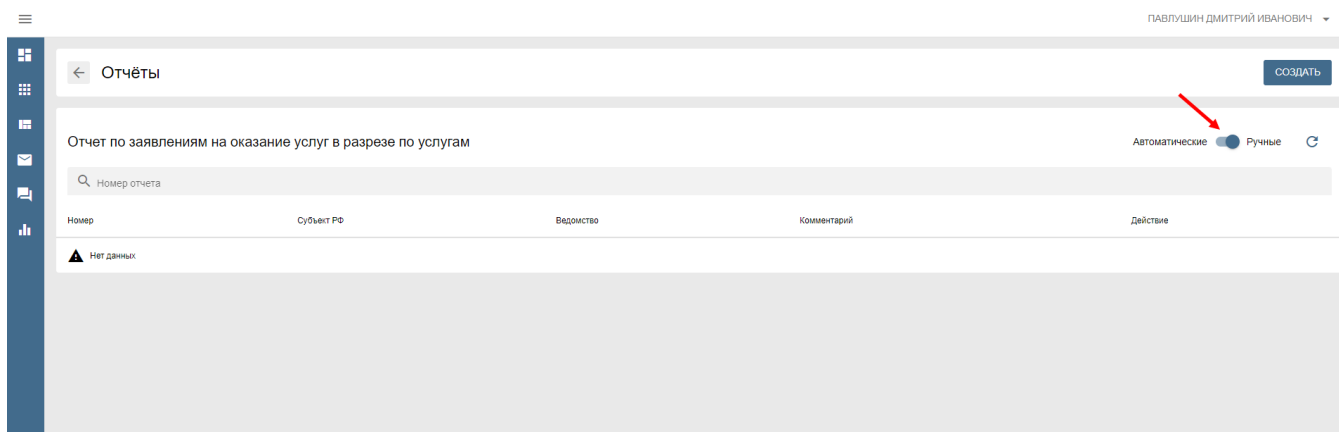 ПАВЛУШИН ДМИТРИЙ ИВАНОВИЧ
Отчёты
СОЗДАТЬ
Отчет по заявлениям на оказание услуг в разрезе по услугам
Автоматические Ручные
Номер отчета
Номер Субъект РФ Ведомство Комментарий Действие
Нет данных